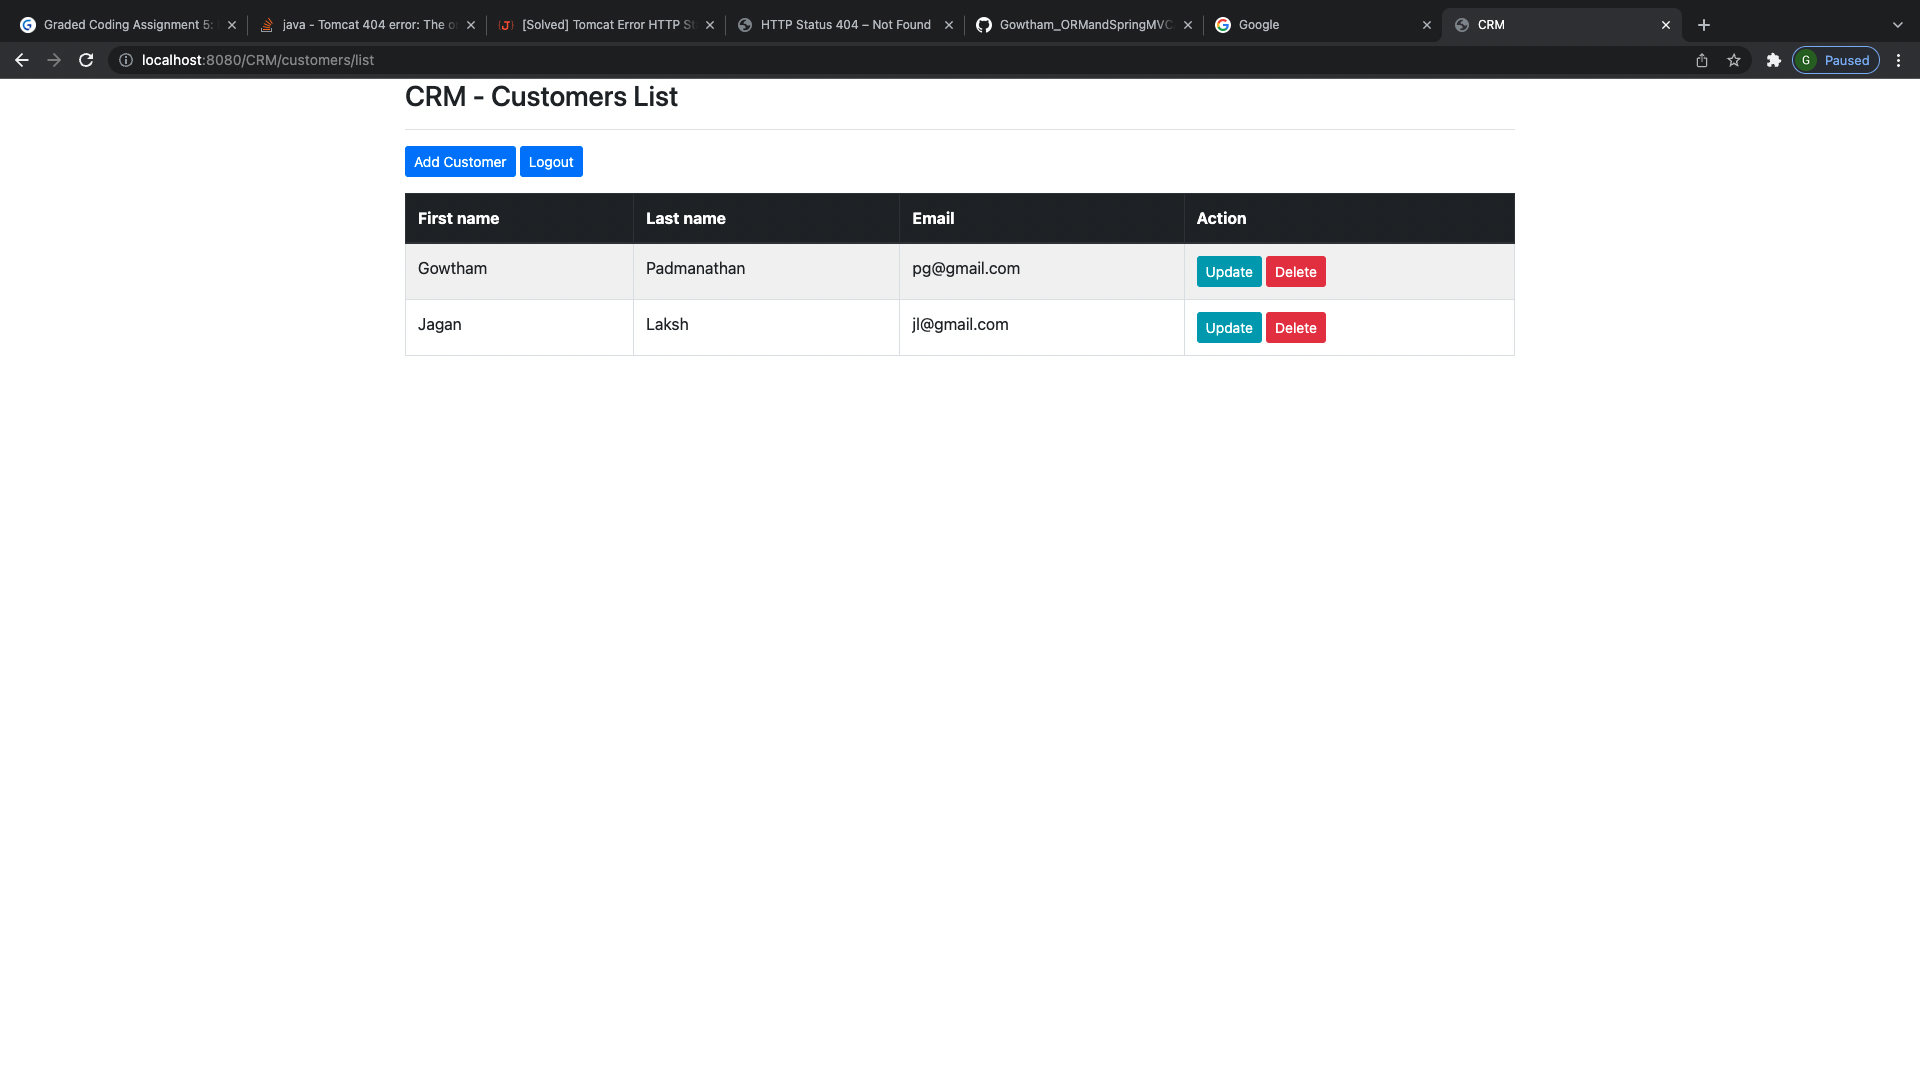 Graded Coding Assignment 5:
java - Tomcat 404 error: The o
[Solved] Tomcat Error HTTP St
HTTP Status 404 – Not Found
Gowtham_ORMandSpringMVC
Google
CRM
localhost:8080/CRM/customers/list
G Paused
CRM - Customers List
Add Customer Logout
First name Last name Email Action
Gowtham Padmanathan pg@gmail.com Update Delete
Jagan Laksh jl@gmail.com Update Delete